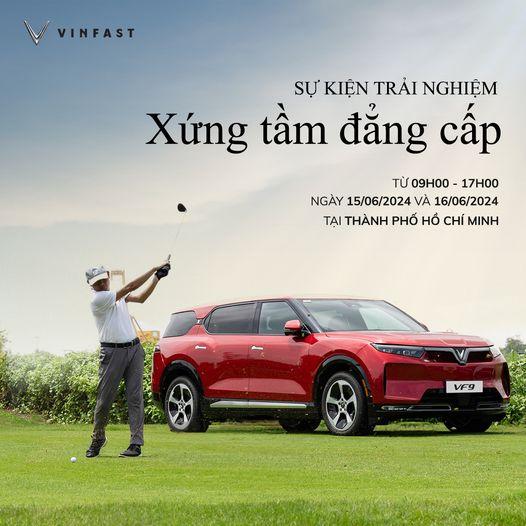 VINFAST
SỰ KIỆN TRẢI NGHIỆM
Xứng tầm đẳng cấp
TỪ 09H00 - 17H00
NGÀY 15/06/2024 VÀ 16/06/2024
TẠI THÀNH PHỐ HỒ CHÍ MINH
VF9